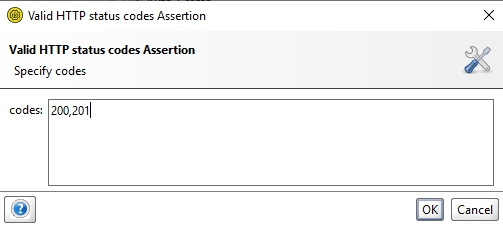 Valid HTTP status codes Assertion
Valid HTTP status codes Assertion
Specify codes
codes: 200,201
? OK Cancel